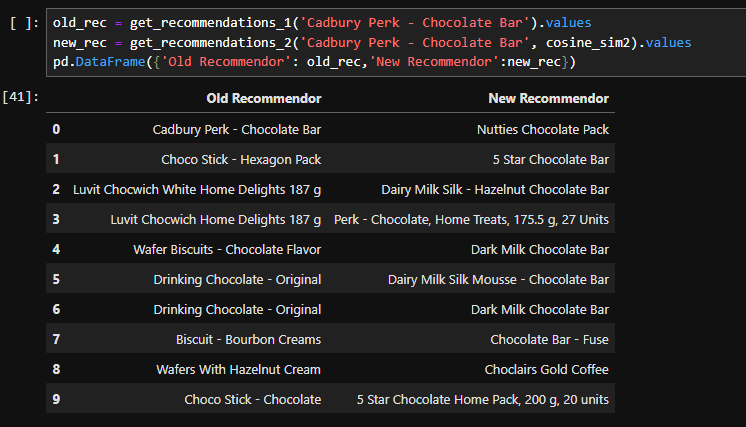 [ ]: old_rec = get_recommendations_1('Cadbury Perk - Chocolate Bar').values
new_rec = get_recommendations_2('Cadbury Perk - Chocolate Bar', cosine_sim2).values
pd.DataFrame({'Old Recommendor': old_rec,'New Recommendor':new_rec})
[41]: Old Recommendor New Recommendor
0 Cadbury Perk - Chocolate Bar Nutties Chocolate Pack
1 Choco Stick - Hexagon Pack 5 Star Chocolate Bar
2 Luvit Chocwich White Home Delights 187 g Dairy Milk Silk - Hazelnut Chocolate Bar
3 Luvit Chocwich Home Delights 187 g Perk - Chocolate, Home Treats, 175.5 g, 27 Units
4 Wafer Biscuits - Chocolate Flavor Dark Milk Chocolate Bar
5 Drinking Chocolate - Original Dairy Milk Silk Mousse - Chocolate Bar
6 Drinking Chocolate - Original Dark Milk Chocolate Bar
7 Biscuit - Bourbon Creams Chocolate Bar - Fuse
8 Wafers With Hazelnut Cream Choclairs Gold Coffee
9 Choco Stick - Chocolate 5 Star Chocolate Home Pack, 200 g, 20 units